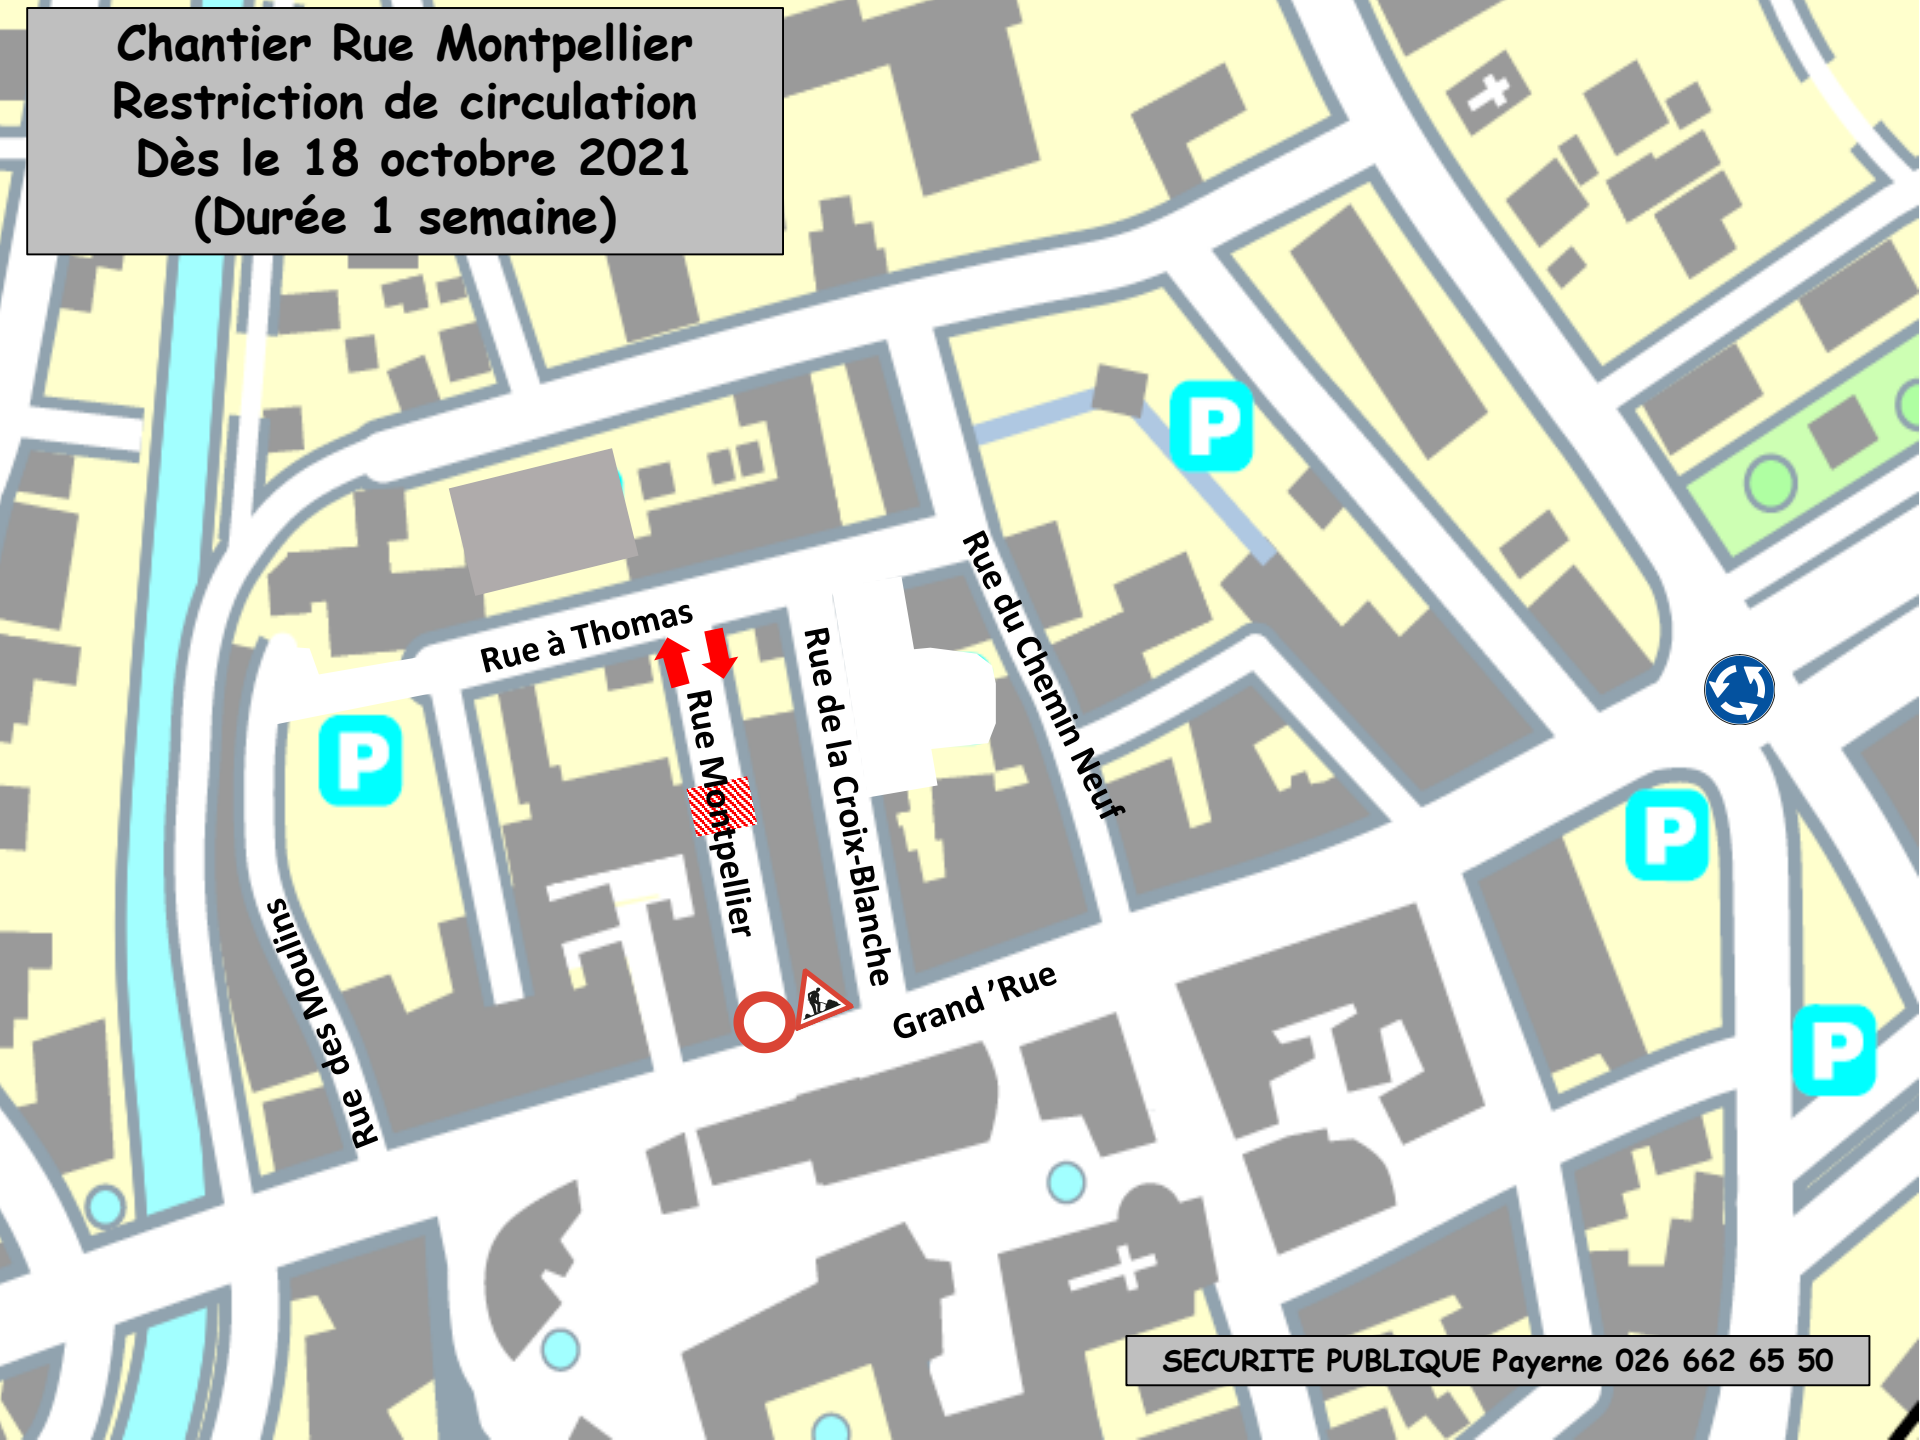 Chantier Rue Montpellier
Restriction de circulation
Dès le 18 octobre 2021
(Durée 1 semaine)
P
Rue à Thomas
Rue du Chemin Neuf
Rue Montpellier
Rue de la Croix-Blanche
P
P
Rue des Moulins
Grand'Rue
P
SECURITE PUBLIQUE Payerne 026 662 65 50